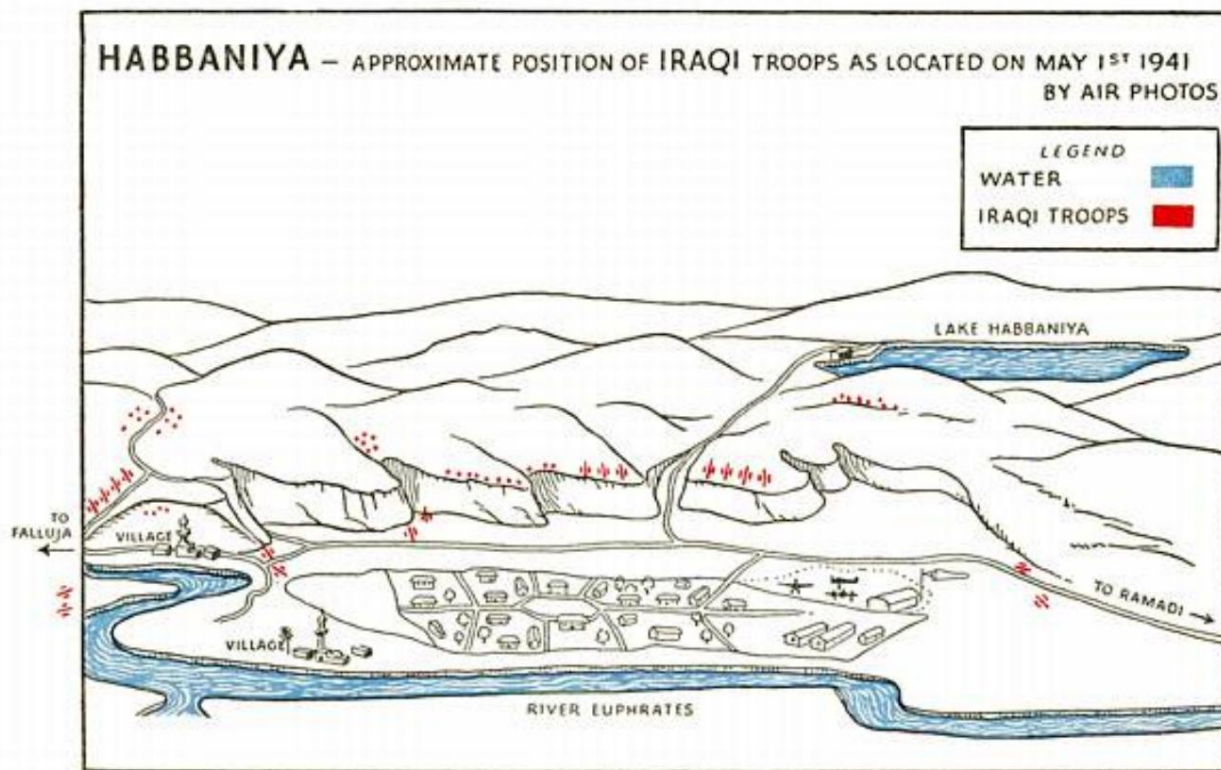 HABBANIYA – APPROXIMATE POSITION OF IRAQI TROOPS AS LOCATED ON MAY 1ST 1941
BY AIR PHOTOS
LEGEND
WATER
IRAQI TROOPS
LAKE HABBANIYA
TO
FALLUJA
VILLAGE
TO RAMADI
VILLAGE
RIVER EUPHRATES